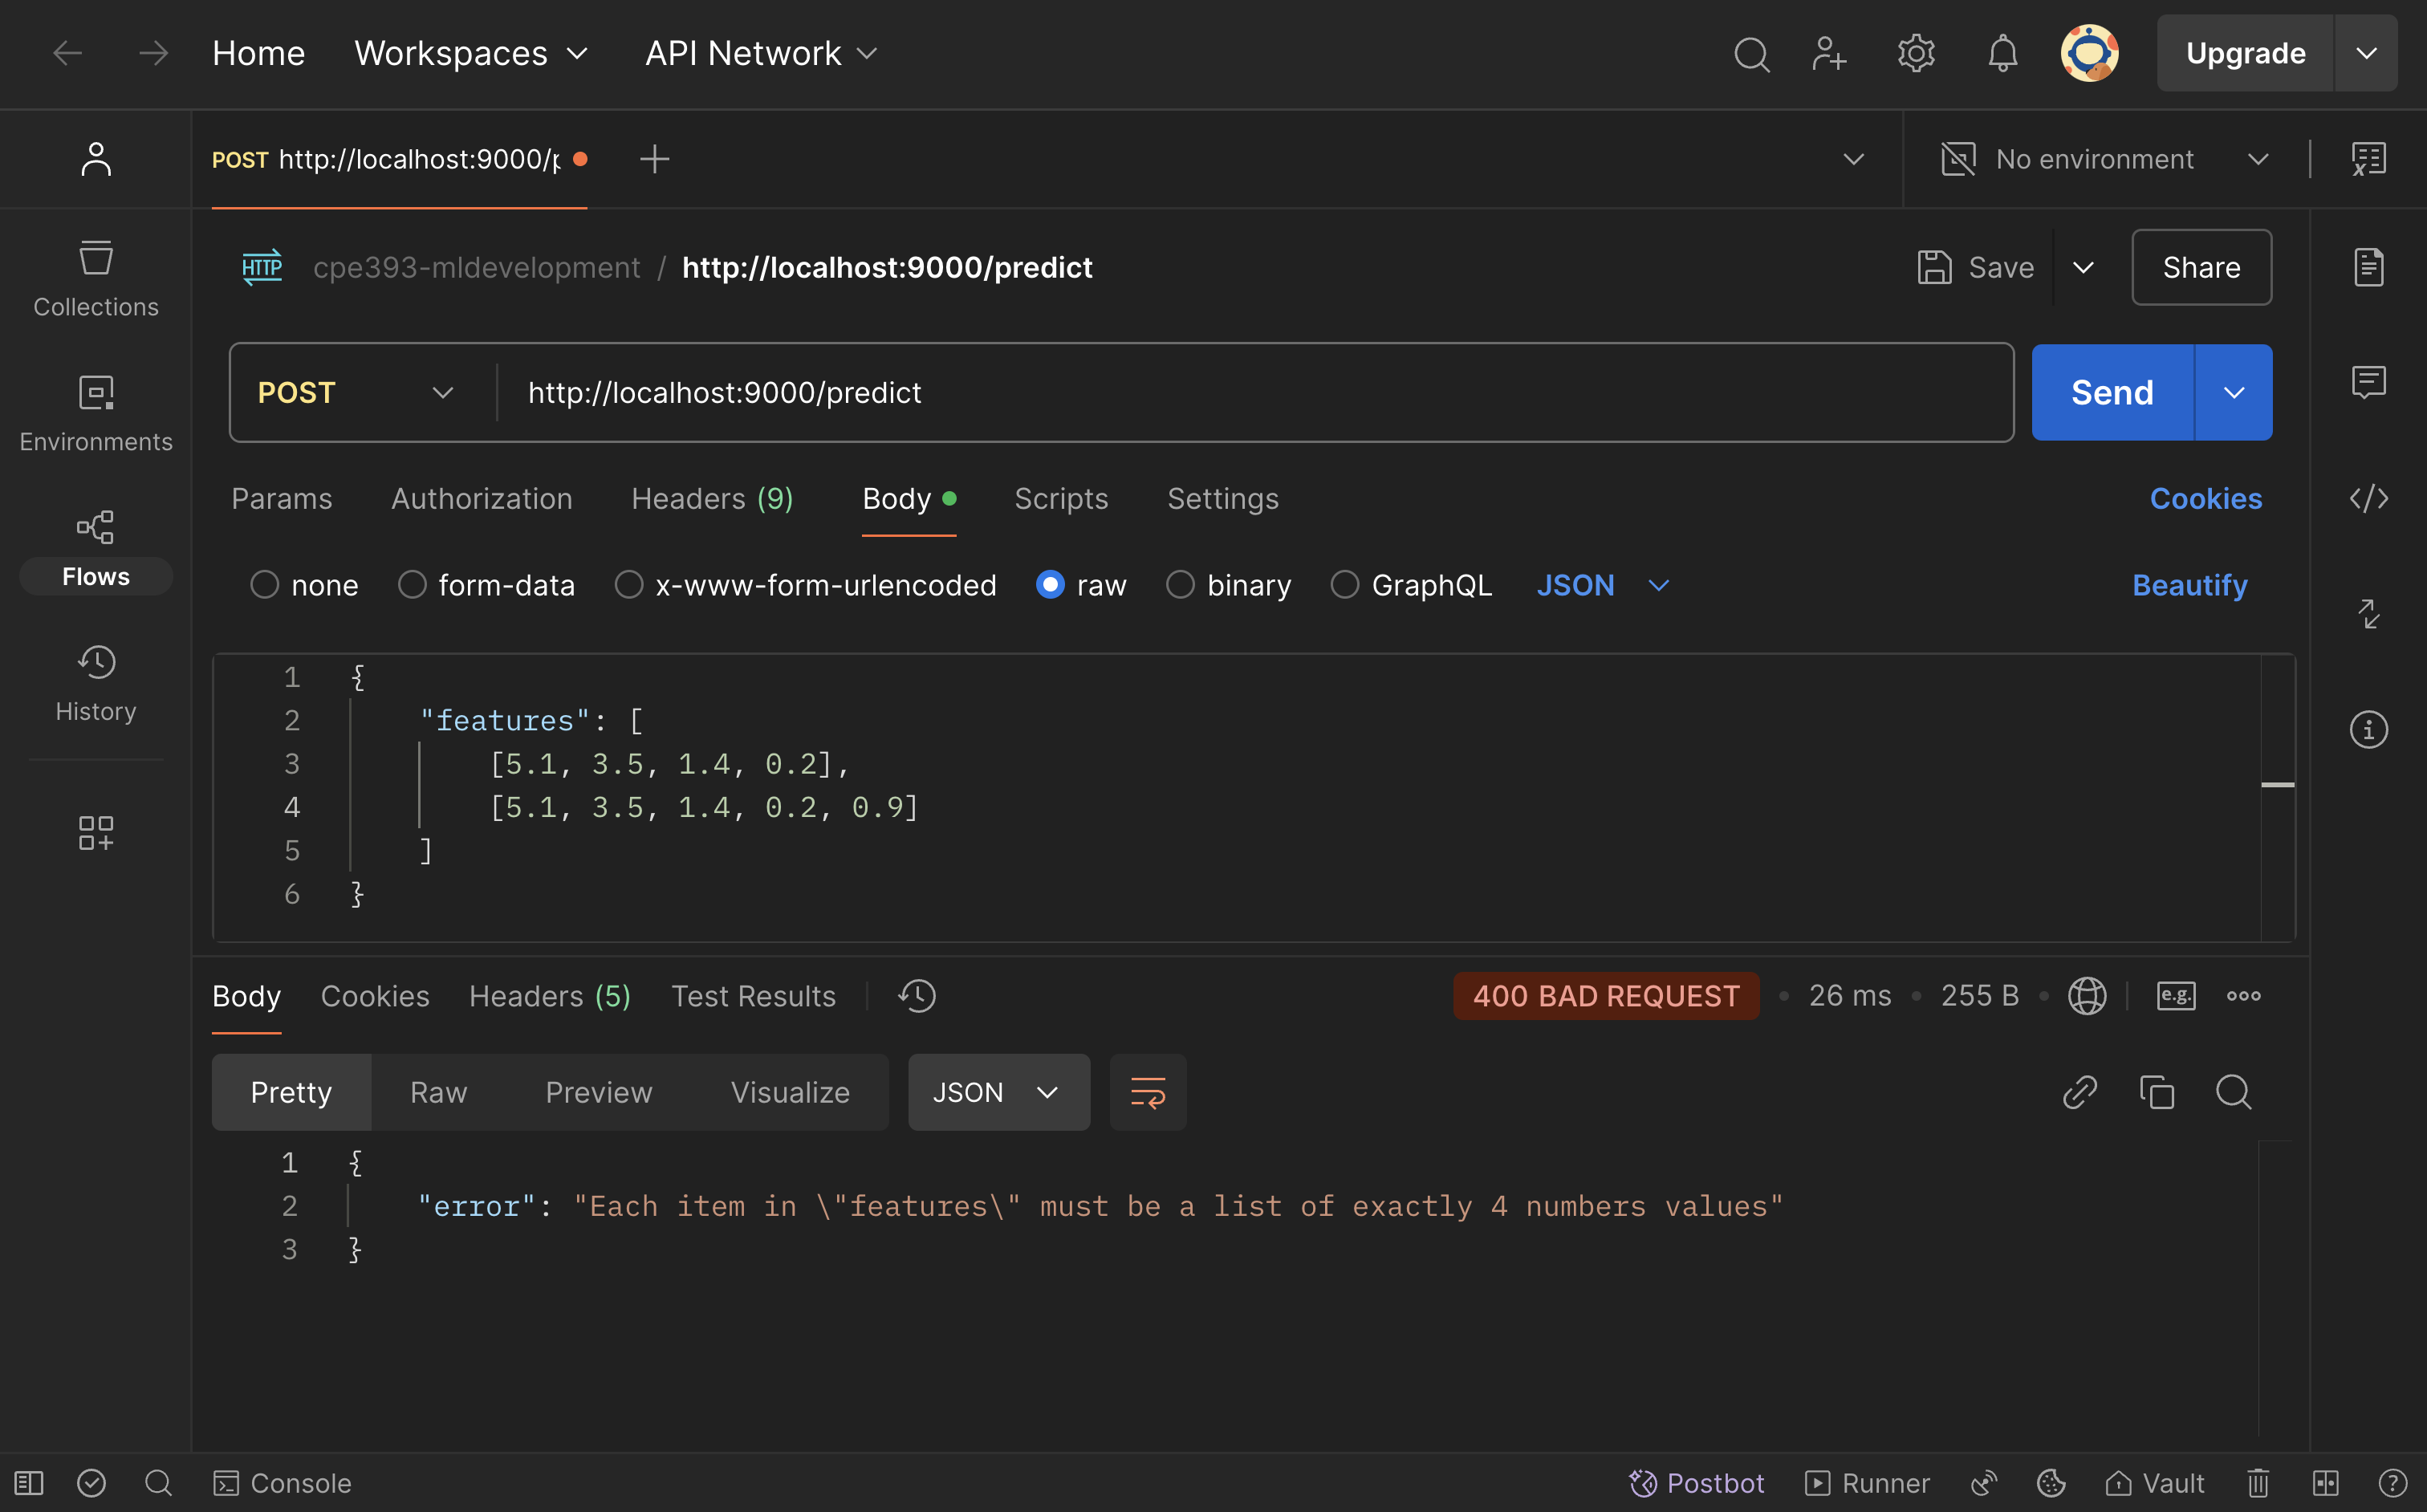 Home Workspaces API Network Upgrade
POST http://localhost:9000/p No environment
Collections
Environments
Flows
History
HTTP cpe393-mldevelopment / http://localhost:9000/predict Save Share
POST http://localhost:9000/predict Send
Params Authorization Headers (9) Body Scripts Settings Cookies
none form-data x-www-form-urlencoded raw binary GraphQL JSON Beautify
1 {
2 "features": [
3 [5.1, 3.5, 1.4, 0.2],
4 [5.1, 3.5, 1.4, 0.2, 0.9]
5 ]
6 }
Body Cookies Headers (5) Test Results 400 BAD REQUEST • 26 ms • 255 B • e.g.
Pretty Raw Preview Visualize JSON
1 {
2 "error": "Each item in \"features\" must be a list of exactly 4 numbers values"
3 }
Console Postbot Runner Vault